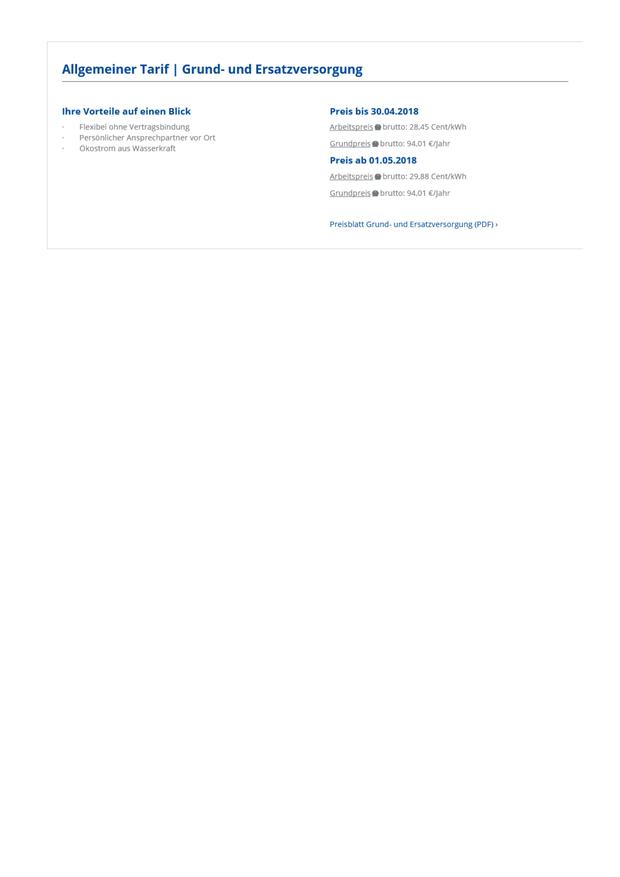 Allgemeiner Tarif | Grund- und Ersatzversorgung
Ihre Vorteile auf einen Blick
· Flexibel ohne Vertragsbindung
· Persönlicher Ansprechpartner vor Ort
· Ökostrom aus Wasserkraft
Preis bis 30.04.2018
Arbeitspreis brutto: 28,45 Cent/kWh
Grundpreis brutto: 94,01 €/Jahr
Preis ab 01.05.2018
Arbeitspreis brutto: 29,88 Cent/kWh
Grundpreis brutto: 94,01 €/Jahr
Preisblatt Grund- und Ersatzversorgung (PDF) ›